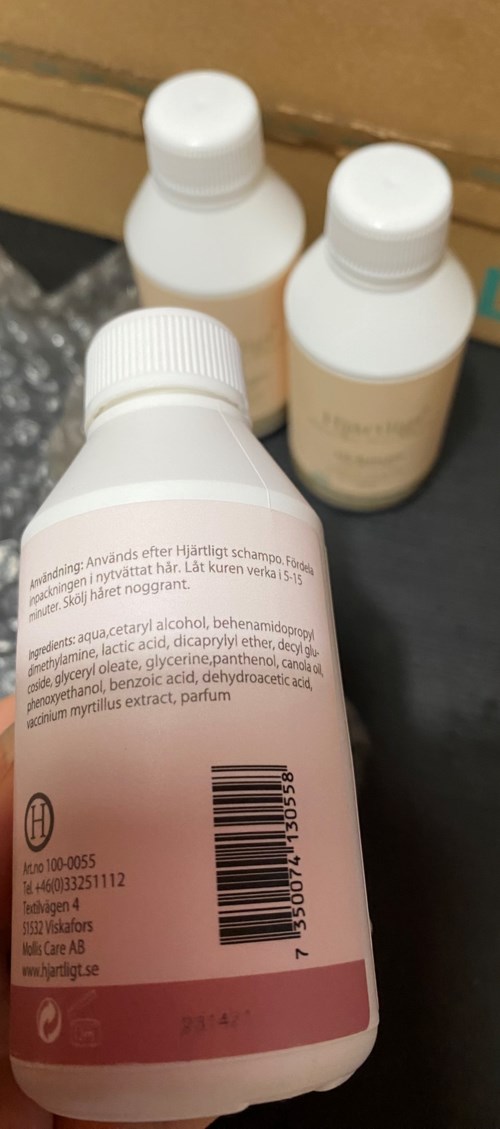 Hjärtligt
Användning: Används efter Hjärtligt schampo. Fördela
inpackningen i nytvättat hår. Låt kuren verka i 5-15
minuter. Skölj håret noggrant.
Ingredients: aqua,cetaryl alcohol, behenamidopropyl
dimethylamine, lactic acid, dicaprylyl ether, decyl glu-
coside, glyceryl oleate, glycerine,panthenol, canola oil,
phenoxyethanol, benzoic acid, dehydroacetic acid,
vaccinium myrtillus extract, parfum
H
Art.no 100-0055
Tel. +46(0)33251112
Textilvägen 4
51532 Viskafors
Mollis Care AB
www.hjartligt.se
7 350074 130558